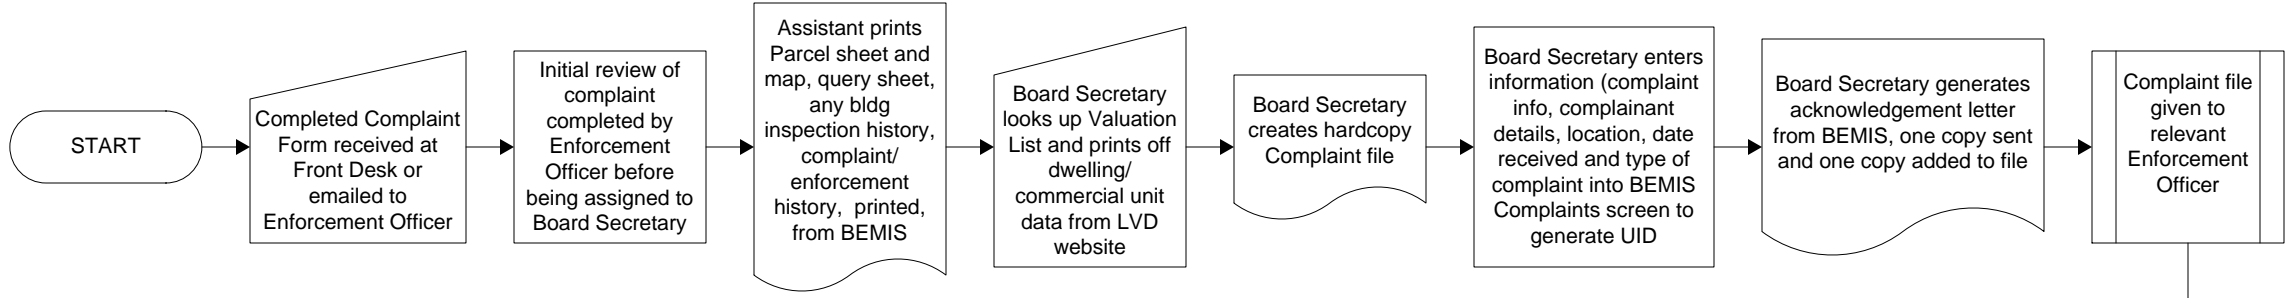 START
Completed Complaint
Form received at
Front Desk or
emailed to
Enforcement Officer
Initial review of
complaint
completed by
Enforcement
Officer before
being assigned to
Board Secretary
Assistant prints
Parcel sheet and
map, query sheet,
any bldg
inspection history,
complaint/
enforcement
history,  printed,
from BEMIS
Board Secretary
looks up Valuation
List and prints off
dwelling/
commercial unit
data from LVD
website
Board Secretary
creates hardcopy
Complaint file
Board Secretary enters
information (complaint
info, complainant
details, location, date
received and type of
complaint into BEMIS
Complaints screen to
generate UID
Board Secretary generates
acknowledgement letter
from BEMIS, one copy sent
and one copy added to file
Complaint file
given to
relevant
Enforcement
Officer